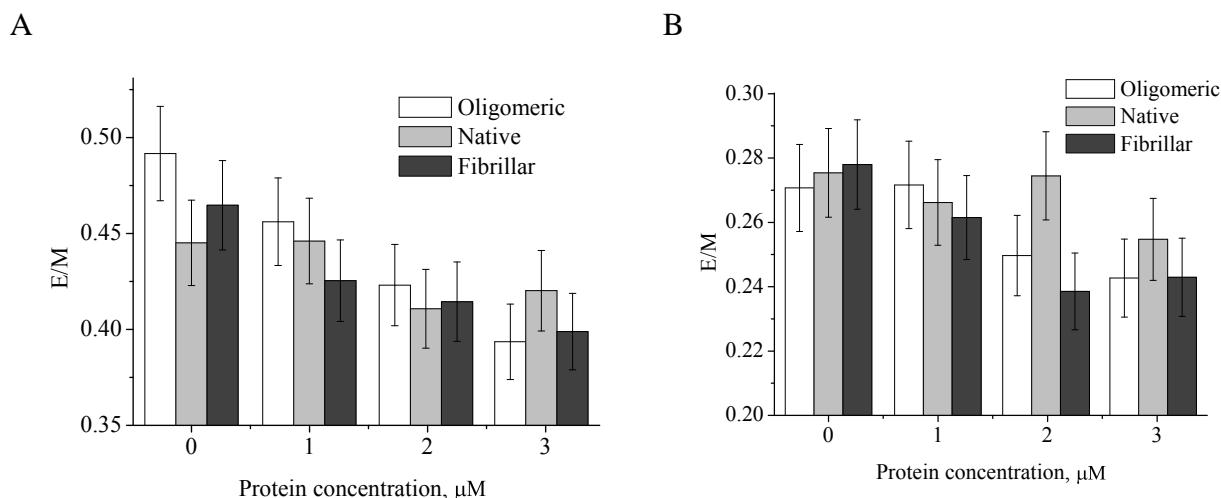 A
B
Oligomeric
Native
Fibrillar
0.50
0.45
0.40
0.35
E/M
0 1 2 3
Protein concentration, μM
Oligomeric
Native
Fibrillar
0.30
0.28
0.26
0.24
0.22
0.20
E/M
0 1 2 3
Protein concentration, μM